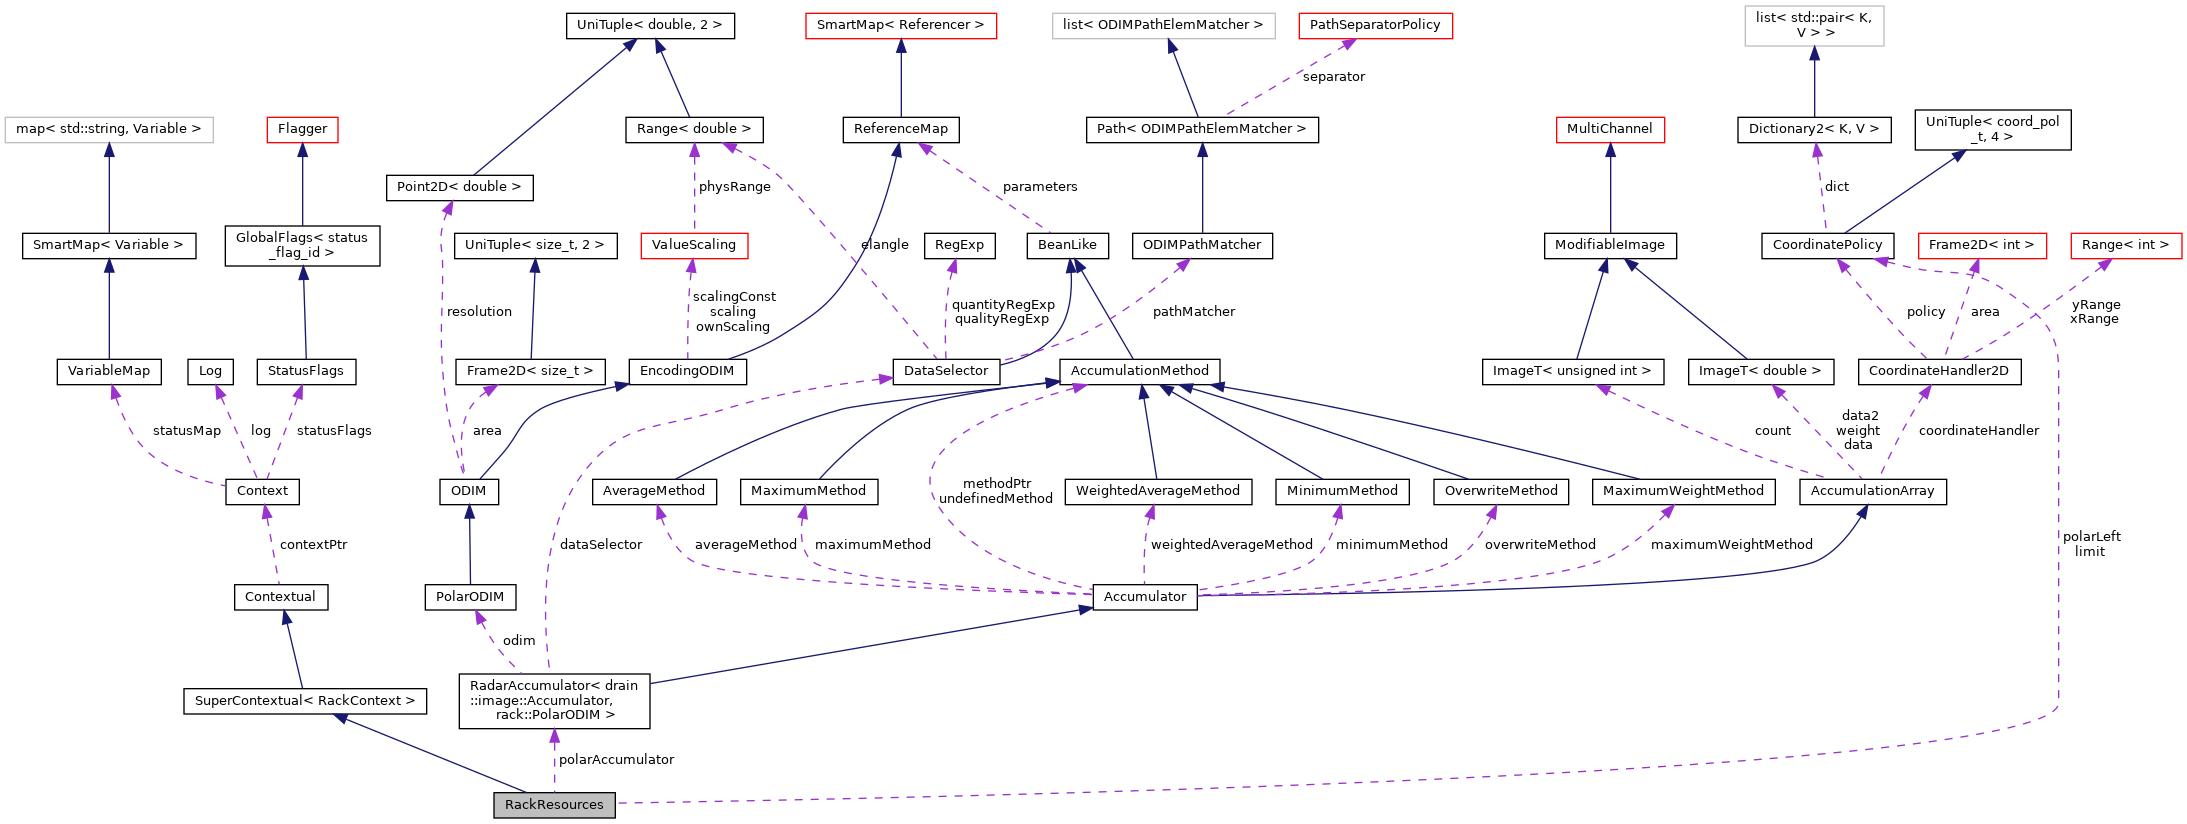 UniTuple< double, 2 >
SmartMap< Referencer >
list< ODIMPathElemMatcher >
PathSeparatorPolicy
list< std::pair< K,
V > >
separator
map< std::string, Variable >
Flagger
Range< double >
ReferenceMap
Path< ODIMPathElemMatcher >
MultiChannel
Dictionary2< K, V >
UniTuple< coord_pol
_t, 4 >
Point2D< double >
physRange
parameters
dict
SmartMap< Variable >
GlobalFlags< status
_flag_id >
UniTuple< size_t, 2 >
ValueScaling
elangle
RegExp
BeanLike
ODIMPathMatcher
ModifiableImage
CoordinatePolicy
Frame2D< int >
Range< int >
resolution
scalingConst
scaling
ownScaling
quantityRegExp
qualityRegExp
pathMatcher
policy
area
yRange
xRange
VariableMap
Log
StatusFlags
Frame2D< size_t >
EncodingODIM
DataSelector
AccumulationMethod
ImageT< unsigned int >
ImageT< double >
CoordinateHandler2D
statusMap
log
statusFlags
area
count
data2
weight
data
coordinateHandler
Context
ODIM
AverageMethod
MaximumMethod
methodPtr
undefinedMethod
WeightedAverageMethod
MinimumMethod
OverwriteMethod
MaximumWeightMethod
AccumulationArray
contextPtr
dataSelector
averageMethod
maximumMethod
weightedAverageMethod
minimumMethod
overwriteMethod
maximumWeightMethod
polarLeft
limit
Contextual
PolarODIM
Accumulator
odim
SuperContextual< RackContext >
RadarAccumulator< drain
::image::Accumulator,
rack::PolarODIM >
polarAccumulator
RackResources